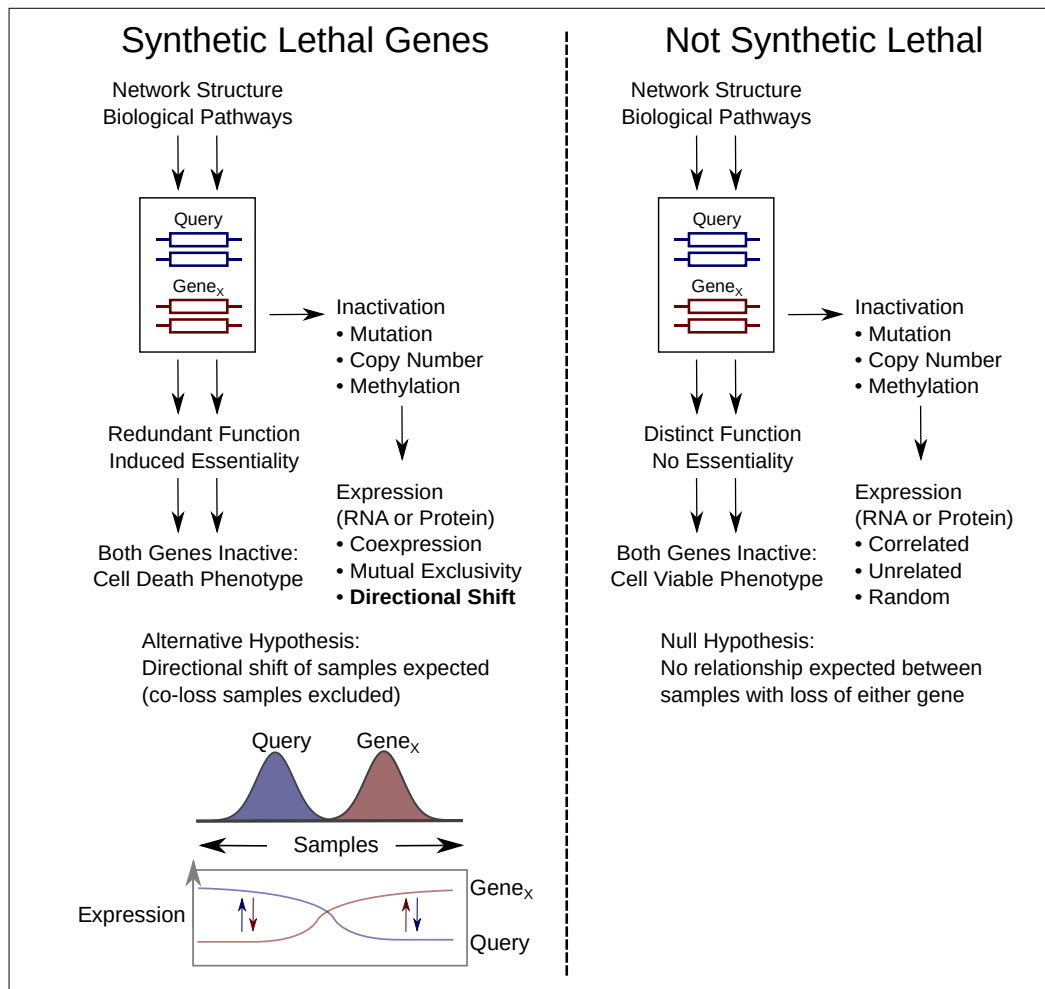 Synthetic Lethal Genes
Network Structure
Biological Pathways
Query
Geneₓ
Inactivation
• Mutation
• Copy Number
• Methylation
Redundant Function
Induced Essentiality
Expression
(RNA or Protein)
• Coexpression
• Mutual Exclusivity
• Directional Shift
Both Genes Inactive:
Cell Death Phenotype
Alternative Hypothesis:
Directional shift of samples expected
(co-loss samples excluded)
Query
Geneₓ
Samples
Expression
Geneₓ
Query
Not Synthetic Lethal
Network Structure
Biological Pathways
Query
Geneₓ
Inactivation
• Mutation
• Copy Number
• Methylation
Distinct Function
No Essentiality
Expression
(RNA or Protein)
• Correlated
• Unrelated
• Random
Both Genes Inactive:
Cell Viable Phenotype
Null Hypothesis:
No relationship expected between
samples with loss of either gene